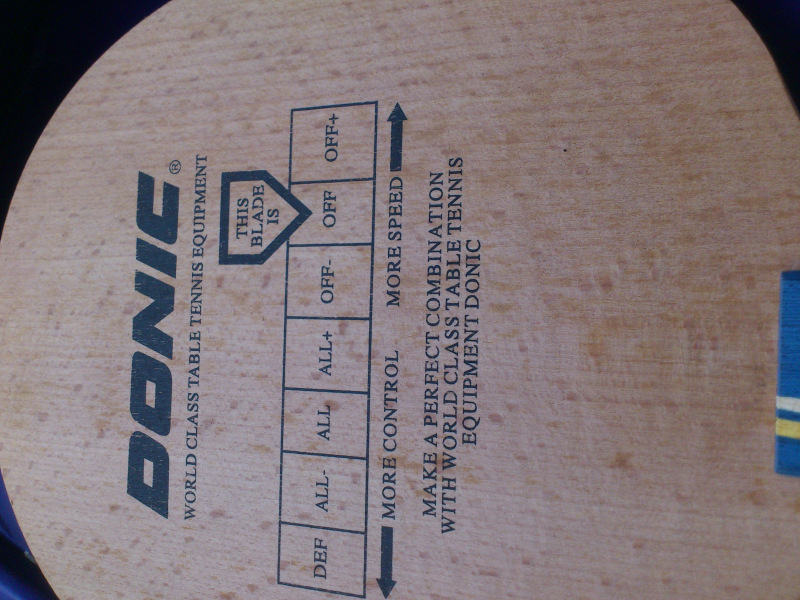 DONIC®
WORLD CLASS TABLE TENNIS EQUIPMENT
THIS
BLADE
IS
DEF ALL- ALL ALL+ OFF- OFF OFF+
MORE CONTROL MORE SPEED
MAKE A PERFECT COMBINATION
WITH WORLD CLASS TABLE TENNIS
EQUIPMENT DONIC